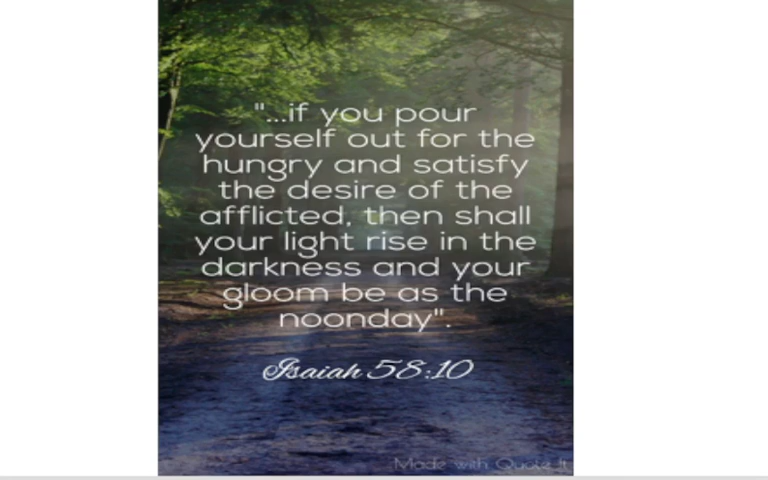 "...if you pour
yourself out for the
hungry and satisfy
the desire of the
afflicted, then shall
your light rise in the
darkness and your
gloom be as the
noonday".
Isaiah 58:10
Made with Quote It